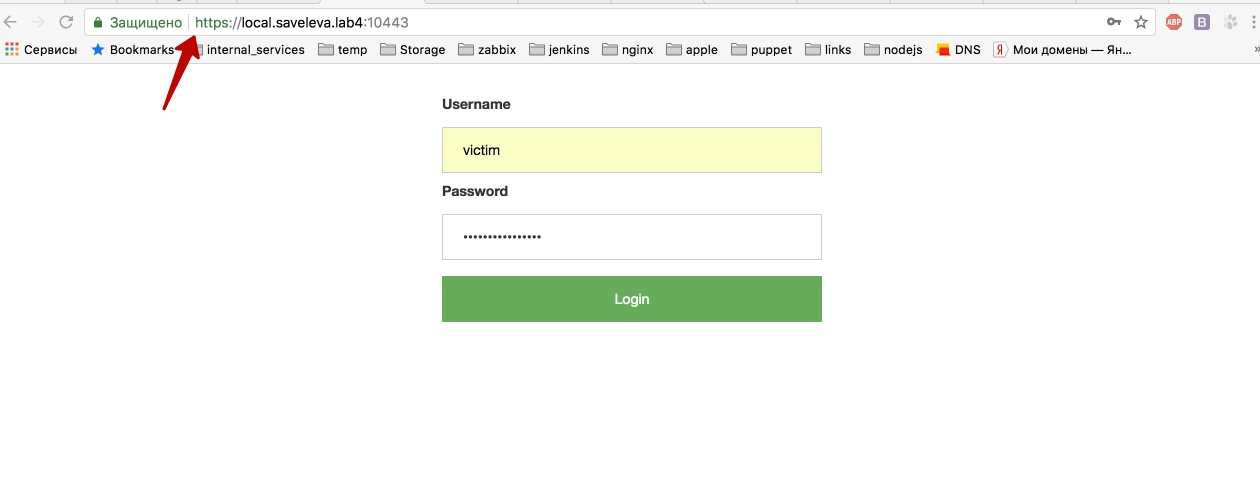 Защищено https://local.saveleva.lab4:10443 ABP B
Сервисы Bookmarks internal_services temp Storage zabbix jenkins nginx apple puppet links nodejs DNS Я Мои домены — Ян... »
Username
victim
Password
••••••••••••••••
Login